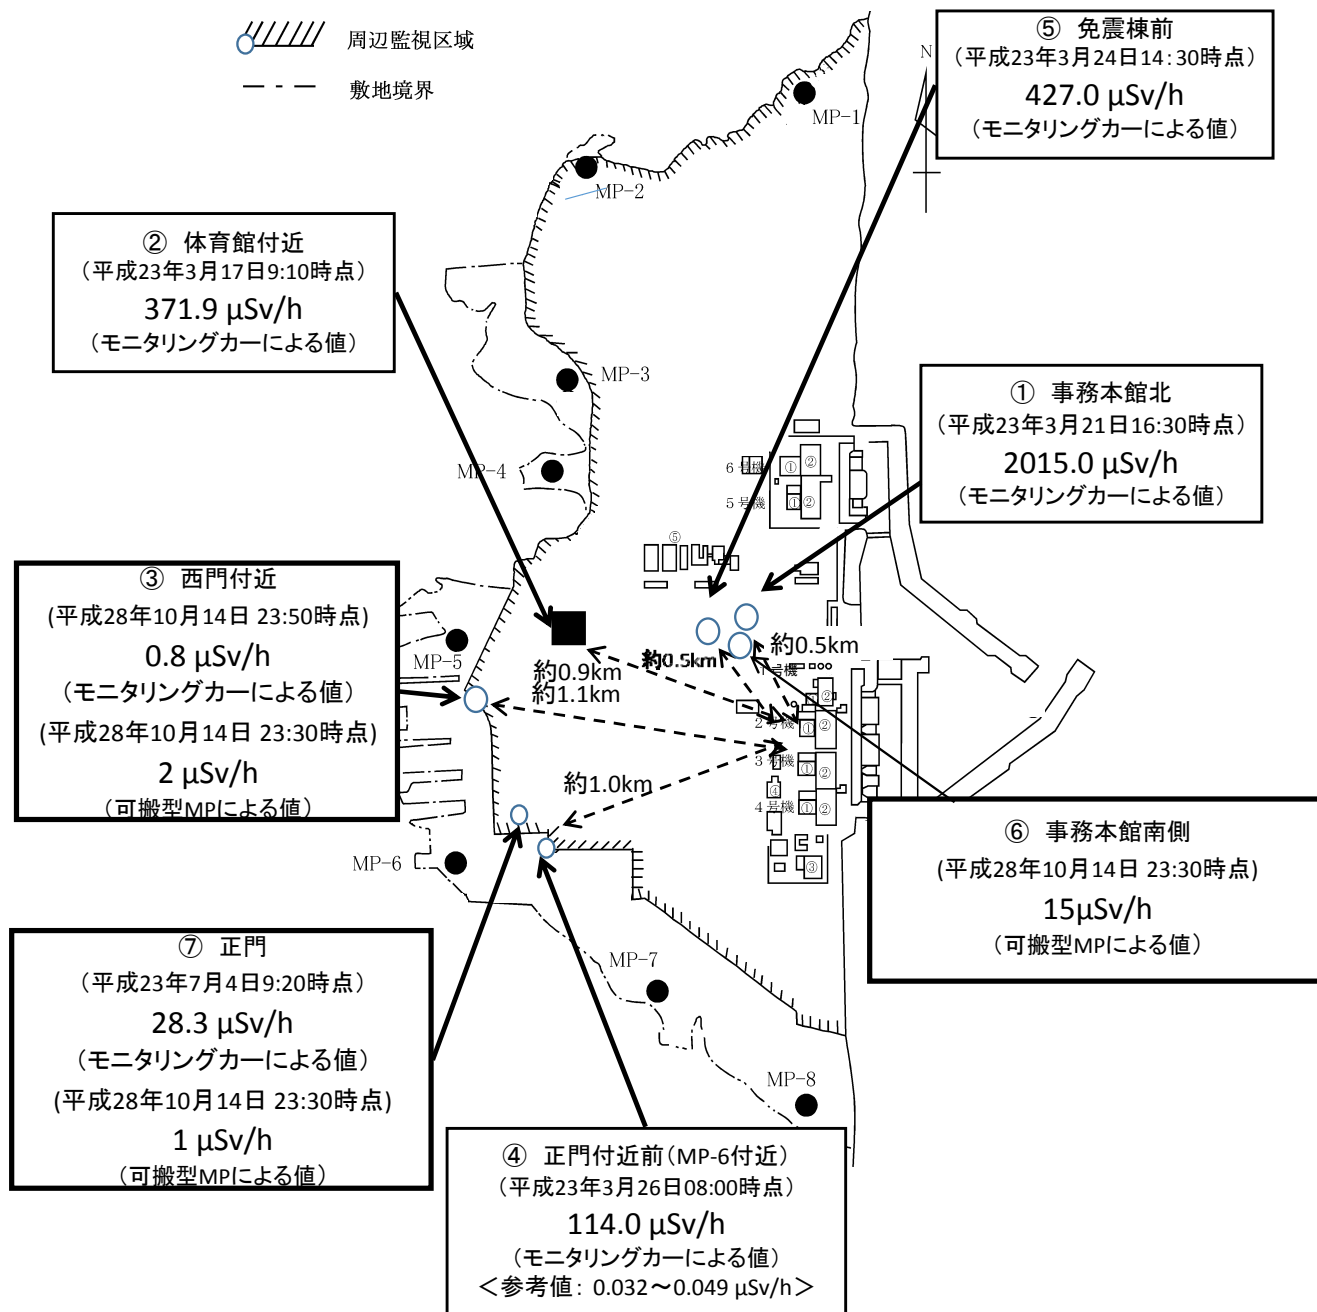 周辺監視区域
敷地境界
⑤ 免震棟前
(平成23年3月24日14:30時点)
427.0 μSv/h
(モニタリングカーによる値)
N
MP-1
MP-2
② 体育館付近
(平成23年3月17日9:10時点)
371.9 μSv/h
(モニタリングカーによる値)
MP-3
① 事務本館北
(平成23年3月21日16:30時点)
2015.0 μSv/h
(モニタリングカーによる値)
MP-4
6号機
①
②
5号機
①
②
⑤
③ 西門付近
(平成28年10月14日 23:50時点)
0.8 μSv/h
(モニタリングカーによる値)
(平成28年10月14日 23:30時点)
2 μSv/h
(可搬型MPによる値)
MP-5
約0.9km
約1.1km
約0.5km
約0.5km
1号機
②
2号機
①
②
3号機
①
②
④
4号機
①
②
③
約1.0km
MP-6
⑥ 事務本館南側
(平成28年10月14日 23:30時点)
15μSv/h
(可搬型MPによる値)
⑦ 正門
(平成23年7月4日9:20時点)
28.3 μSv/h
(モニタリングカーによる値)
(平成28年10月14日 23:30時点)
1 μSv/h
(可搬型MPによる値)
MP-7
MP-8
④ 正門付近前(MP-6付近)
(平成23年3月26日08:00時点)
114.0 μSv/h
(モニタリングカーによる値)
<参考値: 0.032～0.049 μSv/h>